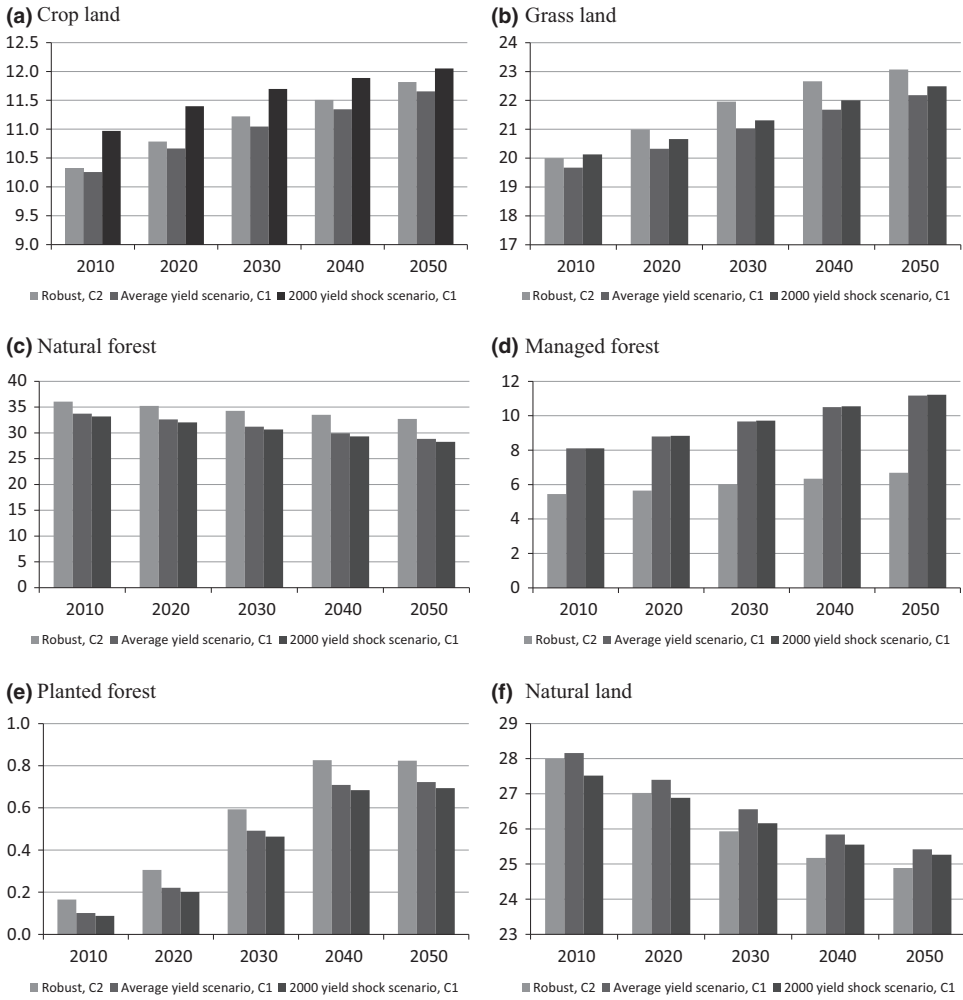 (a) Crop land
12.5
12.0
11.5
11.0
10.5
10.0
9.5
9.0
2010 2020 2030 2040 2050
Robust, C2 Average yield scenario, C1 2000 yield shock scenario, C1
(b) Grass land
24
23
22
21
20
19
18
17
2010 2020 2030 2040 2050
Robust, C2 Average yield scenario, C1 2000 yield shock scenario, C1
(c) Natural forest
40
35
30
25
20
15
10
5
0
2010 2020 2030 2040 2050
Robust, C2 Average yield scenario, C1 2000 yield shock scenario, C1
(d) Managed forest
12
10
8
6
4
2
0
2010 2020 2030 2040 2050
Robust, C2 Average yield scenario, C1 2000 yield shock scenario, C1
(e) Planted forest
1.0
0.8
0.6
0.4
0.2
0.0
2010 2020 2030 2040 2050
Robust, C2 Average yield scenario, C1 2000 yield shock scenario, C1
(f) Natural land
29
28
27
26
25
24
23
2010 2020 2030 2040 2050
Robust, C2 Average yield scenario, C1 2000 yield shock scenario, C1